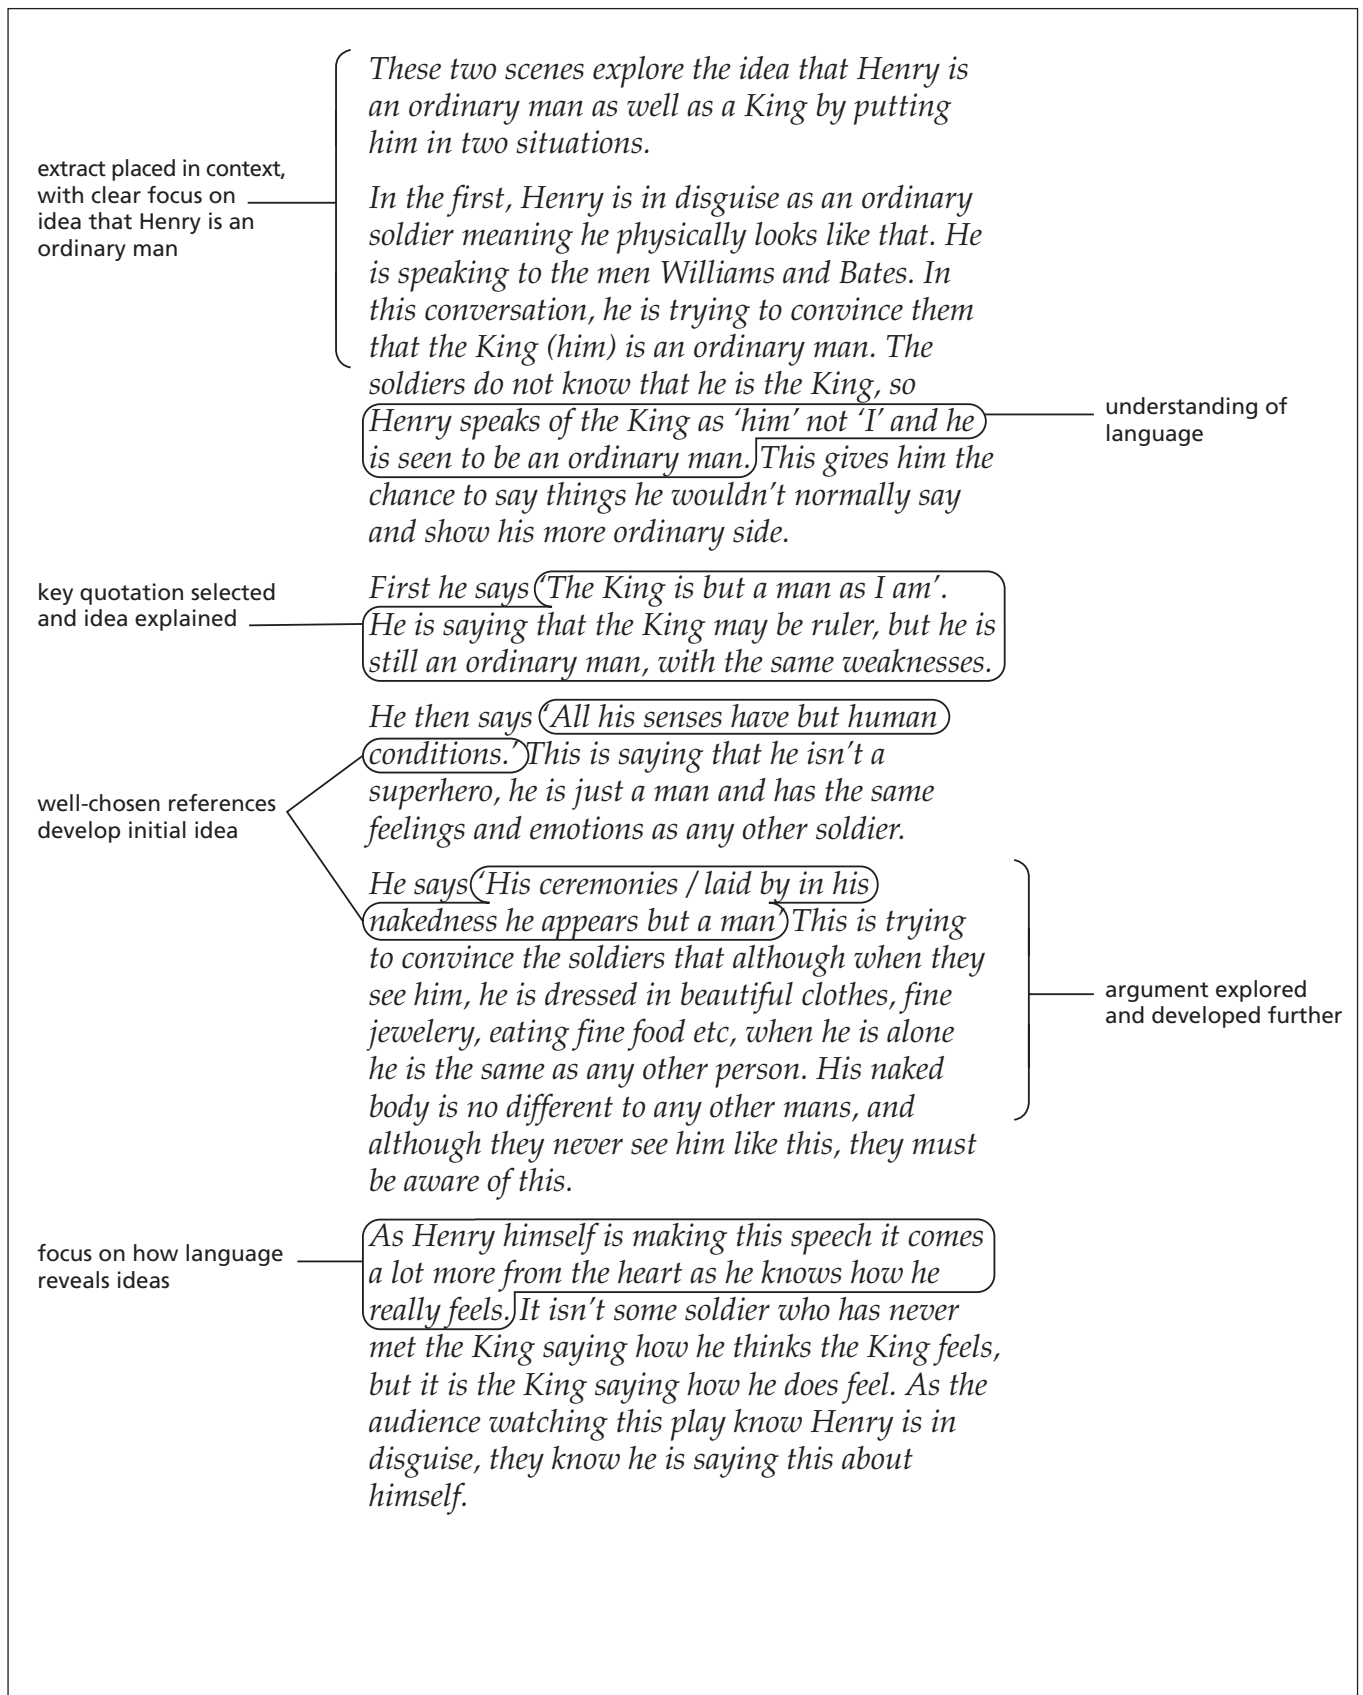 These two scenes explore the idea that Henry is
an ordinary man as well as a King by putting
him in two situations.
extract placed in context,
with clear focus on
idea that Henry is an
ordinary man
In the first, Henry is in disguise as an ordinary
soldier meaning he physically looks like that. He
is speaking to the men Williams and Bates. In
this conversation, he is trying to convince them
that the King (him) is an ordinary man. The
soldiers do not know that he is the King, so
Henry speaks of the King as ‘him’ not ‘I’ and he
is seen to be an ordinary man. This gives him the
chance to say things he wouldn’t normally say
and show his more ordinary side.
understanding of
language
key quotation selected
and idea explained
First he says ‘The King is but a man as I am’.
He is saying that the King may be ruler, but he is
still an ordinary man, with the same weaknesses.
He then says ‘All his senses have but human
conditions.’ This is saying that he isn’t a
superhero, he is just a man and has the same
feelings and emotions as any other soldier.
well-chosen references
develop initial idea
He says ‘His ceremonies / laid by in his
nakedness he appears but a man’ This is trying
to convince the soldiers that although when they
see him, he is dressed in beautiful clothes, fine
jewelery, eating fine food etc, when he is alone
he is the same as any other person. His naked
body is no different to any other mans, and
although they never see him like this, they must
be aware of this.
argument explored
and developed further
focus on how language
reveals ideas
As Henry himself is making this speech it comes
a lot more from the heart as he knows how he
really feels. It isn’t some soldier who has never
met the King saying how he thinks the King feels,
but it is the King saying how he does feel. As the
audience watching this play know Henry is in
disguise, they know he is saying this about
himself.